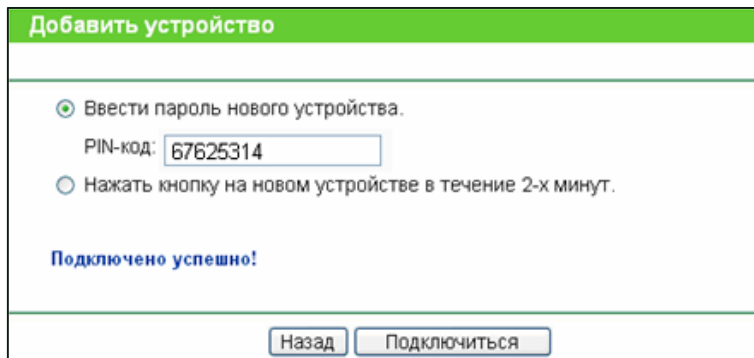 Добавить устройство
Ввести пароль нового устройства.
PIN-код: 67625314
Нажать кнопку на новом устройстве в течение 2-х минут.
Подключено успешно!
Назад Подключиться